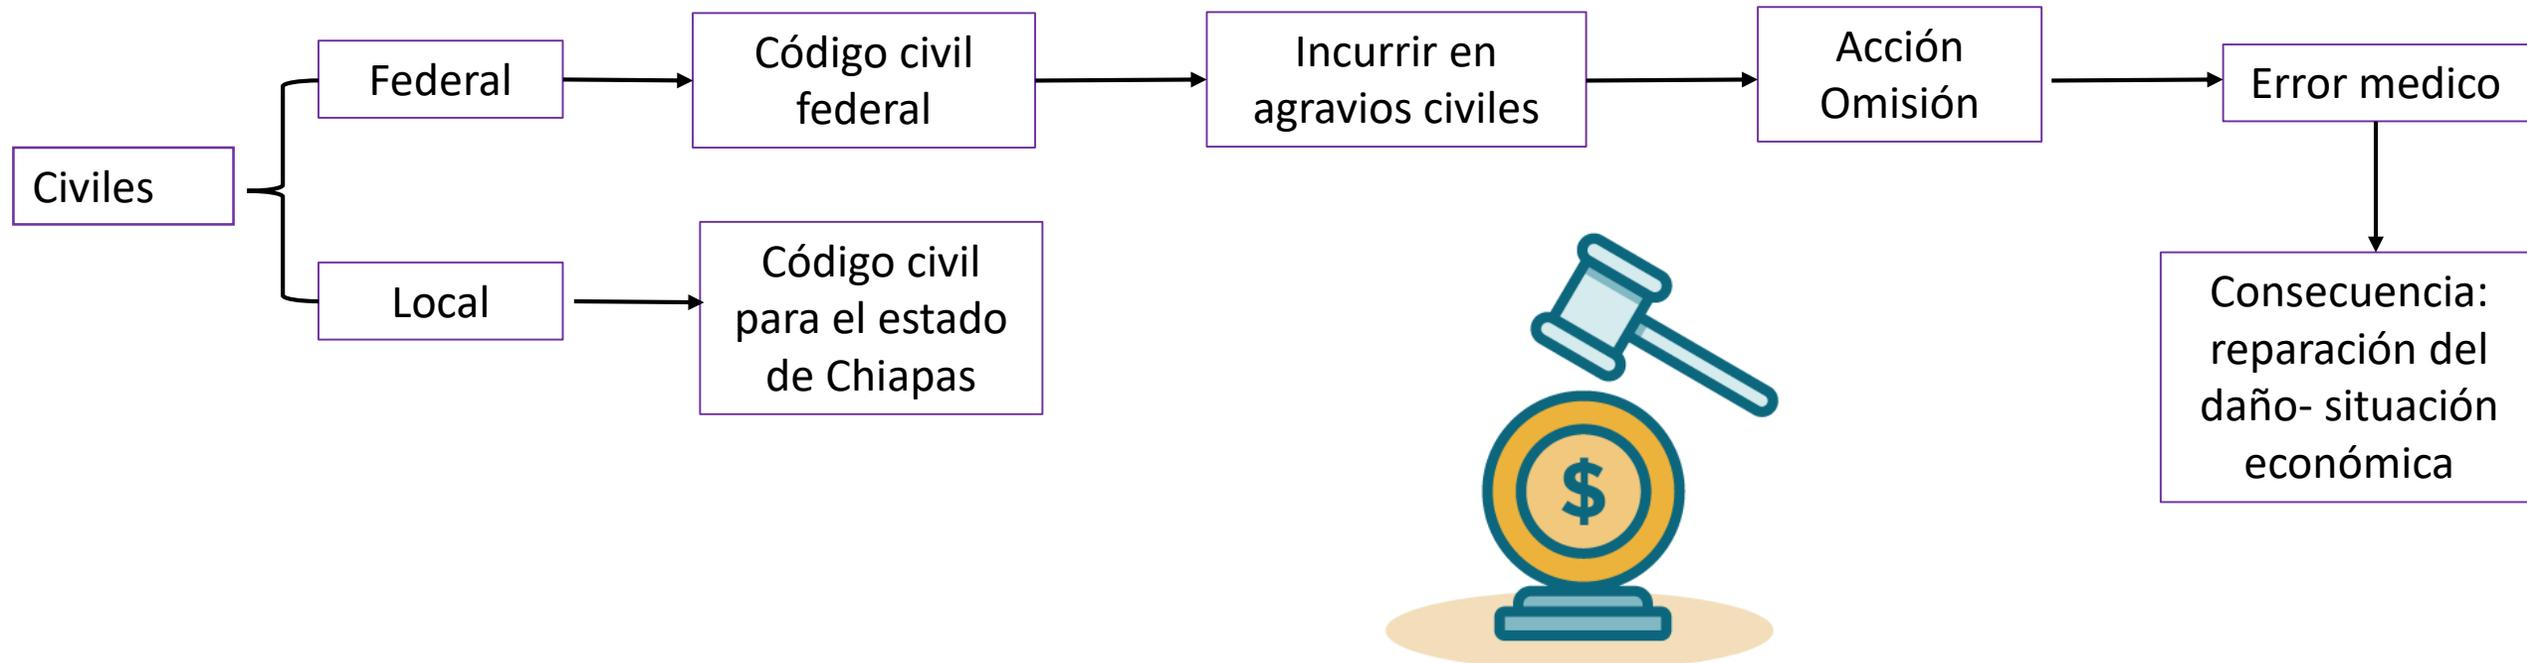 Civiles
Federal
Código civil
federal
Incurrir en
agravios civiles
Acción
Omisión
Error medico
Local
Código civil
para el estado
de Chiapas
Consecuencia:
reparación del
daño- situación
económica
$